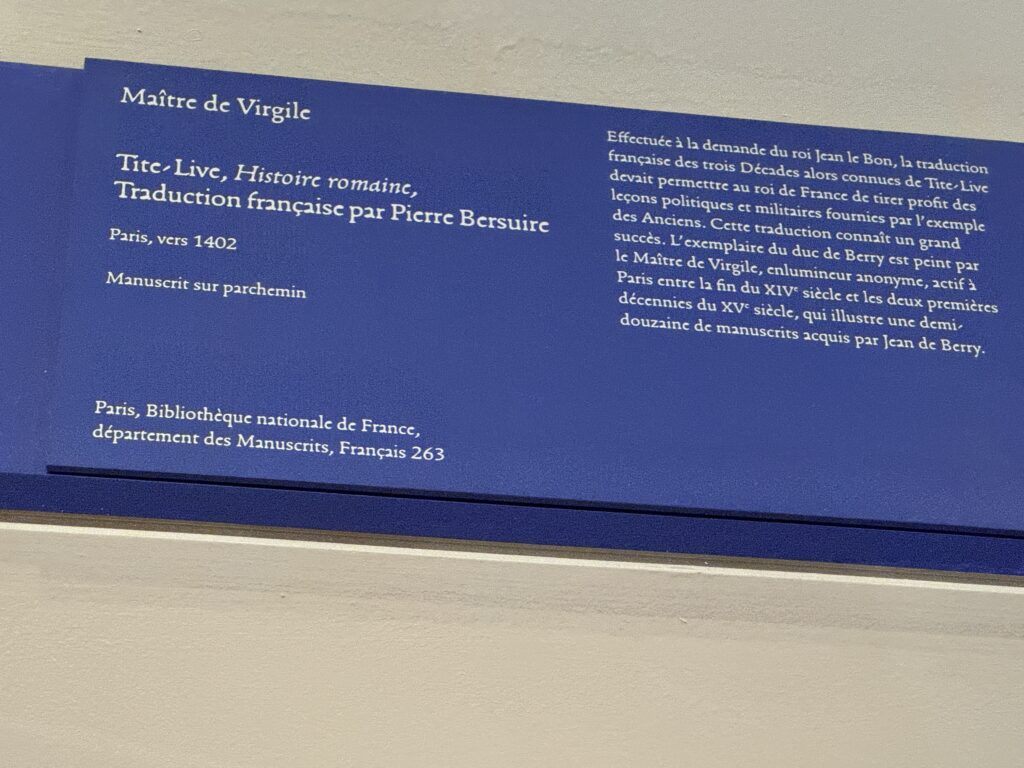 Maître de Virgile
Tite-Live, Histoire romaine,
Traduction française par Pierre Bersuire
Paris, vers 1402
Manuscrit sur parchemin
Paris, Bibliothèque nationale de France,
département des Manuscrits, Français 263
Effectuée à la demande du roi Jean le Bon, la traduction
française des trois Décades alors connues de Tite-Live
devait permettre au roi de France de tirer profit des
leçons politiques et militaires fournies par l'exemple
des Anciens. Cette traduction connaît un grand
succès. L'exemplaire du duc de Berry est peint par
le Maître de Virgile, enlumineur anonyme, actif à
Paris entre la fin du XIVe siècle et les deux premières
décennies du XVe siècle, qui illustre une demi-
douzaine de manuscrits acquis par Jean de Berry.